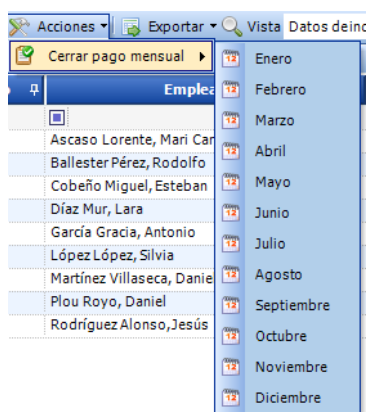 Acciones Exportar Vista Datos de inc
Cerrar pago mensual
Enero
Febrero
Marzo
Abril
Mayo
Junio
Julio
Agosto
Septiembre
Octubre
Noviembre
Diciembre
Emplea
Ascaso Lorente, Mari Car
Ballester Pérez, Rodolfo
Cobeño Miguel, Esteban
Díaz Mur, Lara
García Gracia, Antonio
López López, Silvia
Martínez Villaseca, Danie
Plou Royo, Daniel
Rodríguez Alonso, Jesús